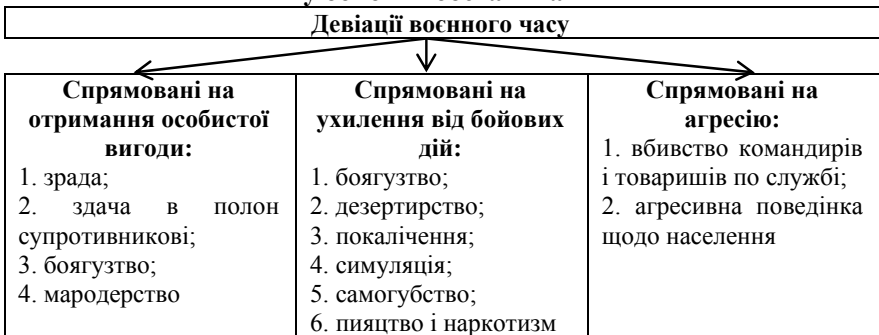 Девіації воєнного часу
Спрямовані на
отримання особистої
вигоди:
1. зрада;
2. здача в полон
супротивникові;
3. боягузтво;
4. мародерство
Спрямовані на
ухилення від бойових
дій:
1. боягузтво;
2. дезертирство;
3. покалічення;
4. симуляція;
5. самогубство;
6. пияцтво і наркотизм
Спрямовані на
агресію:
1. вбивство командирів
і товаришів по службі;
2. агресивна поведінка
щодо населення